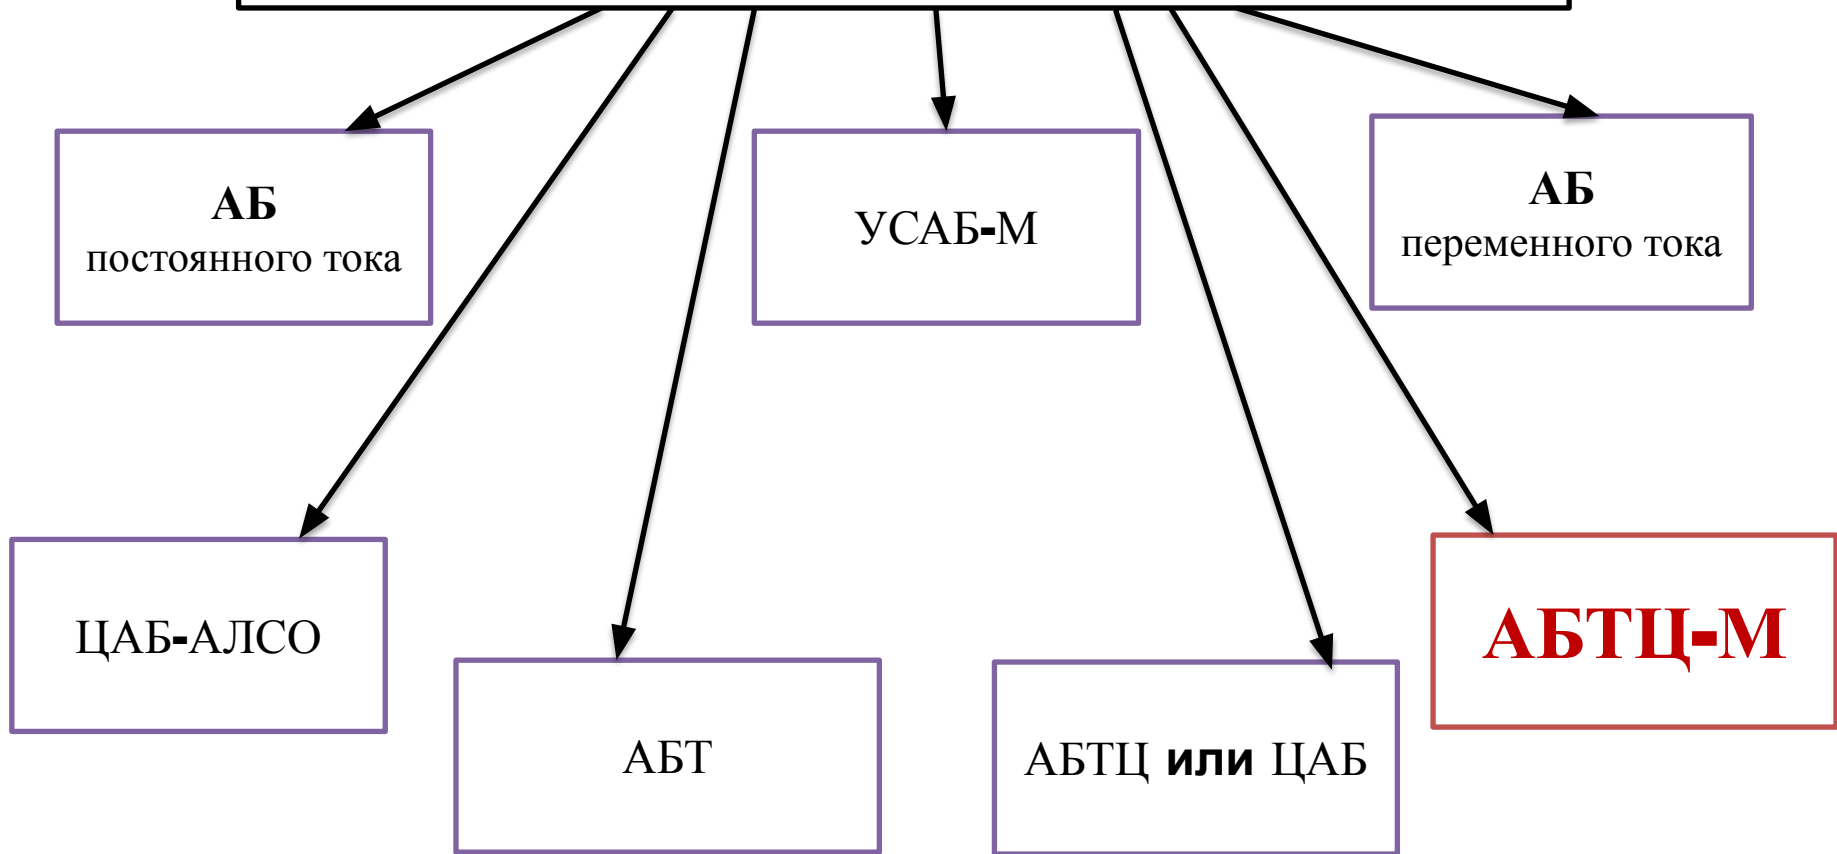 АБ
постоянного тока
УСАБ-М
АБ
переменного тока
ЦАБ-АЛСО
АБТ
АБТЦ или ЦАБ
АБТЦ-М